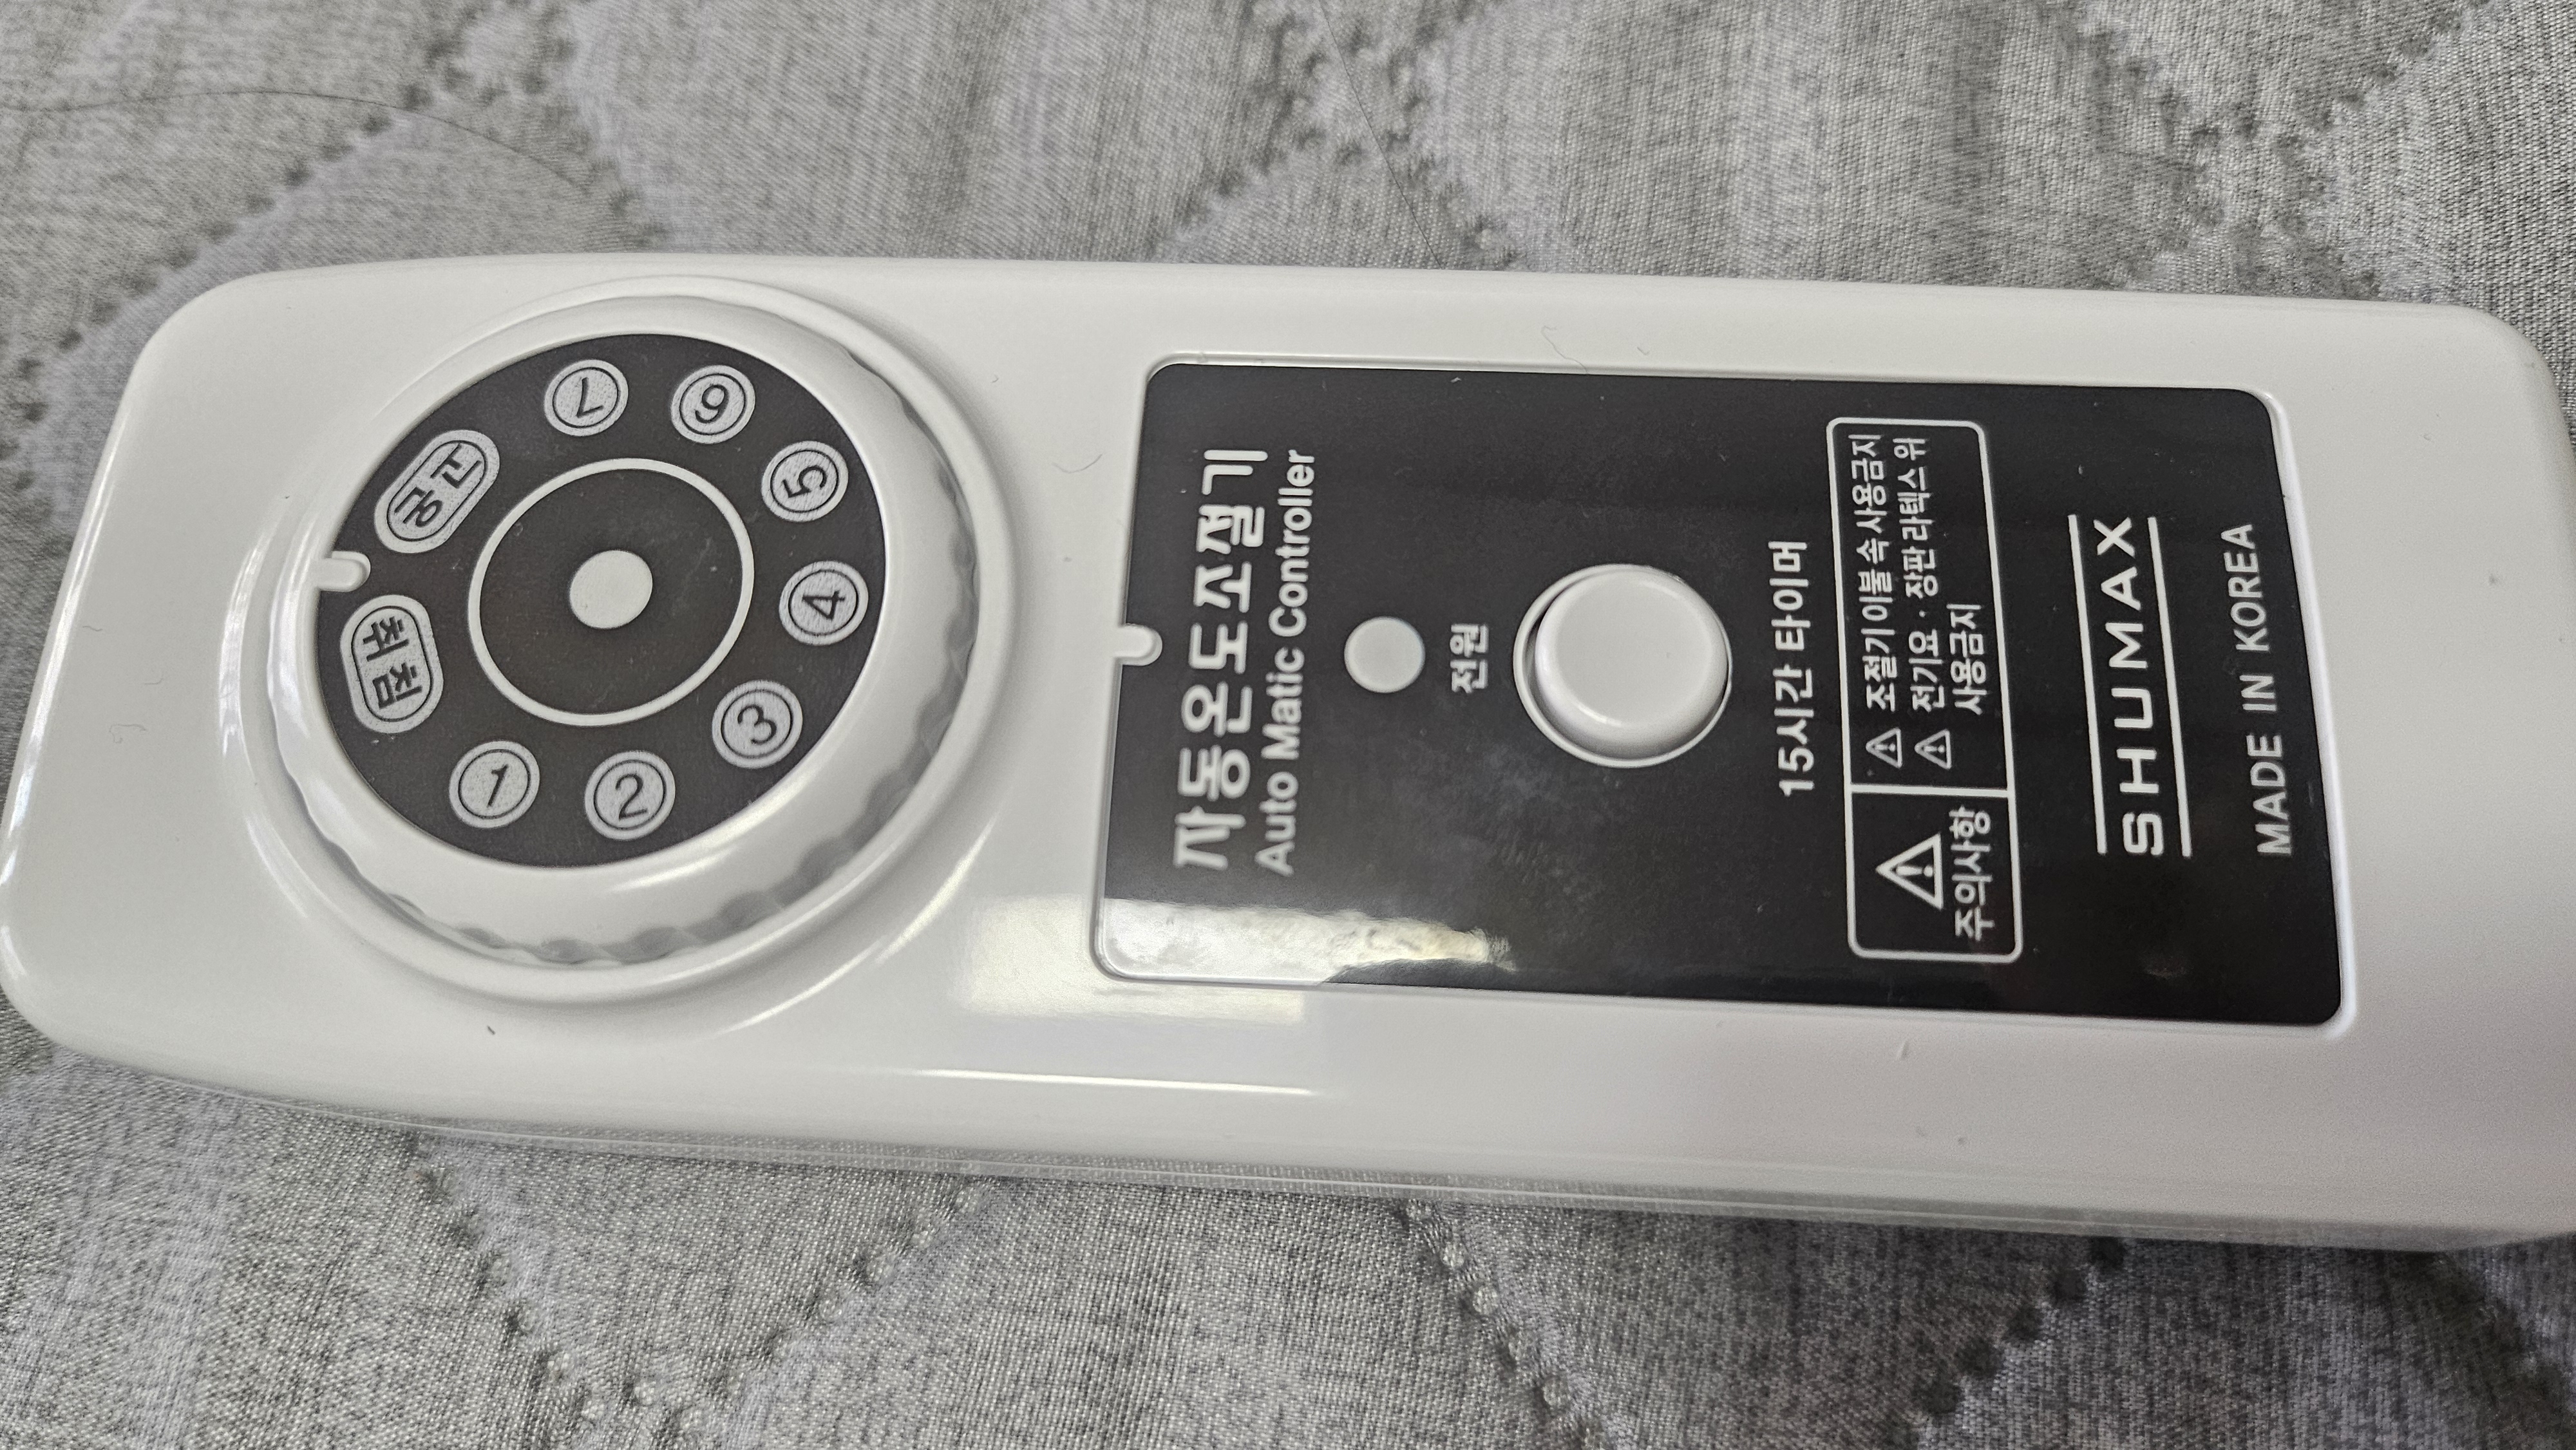 고온
7
6
5
4
3
2
1
취침
자동온도조절기
Auto Matic Controller
전원
15시간 타이머
주의사항
조절기 이불 속 사용금지
전기요 · 장판 라텍스 위
사용금지
SHUMAX
MADE IN KOREA